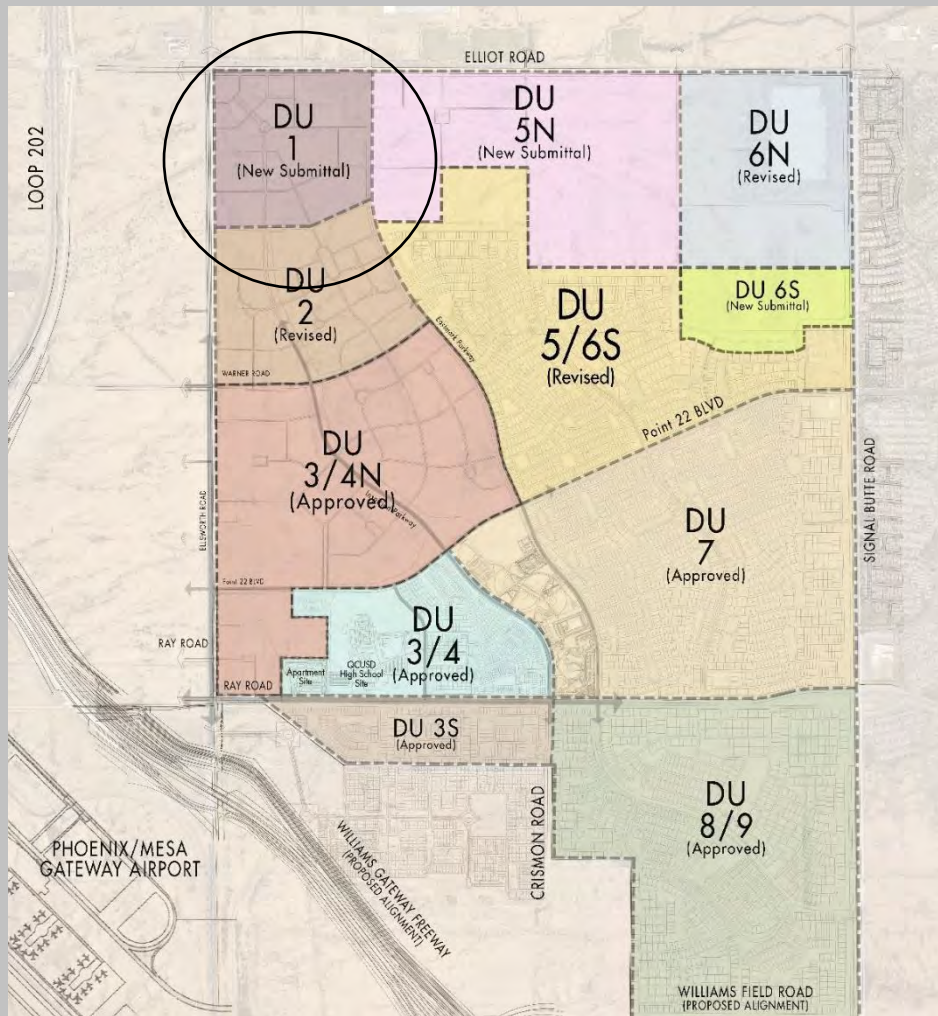 ELLIOT ROAD
LOOP 202
DU
1
(New Submittal)
DU
5N
(New Submittal)
DU
6N
(Revised)
DU
2
(Revised)
DU 6S
(New Submittal)
DU
5/6S
(Revised)
Eastmark Parkway
WARNER ROAD
Point 22 BLVD
DU
3/4N
(Approved)
Parkway
ELLSWORTH ROAD
SIGNAL BUTTE ROAD
DU
7
(Approved)
Point 22 BLVD
DU
3/4
(Approved)
RAY ROAD
Apartment
Site
QCUSD
High School
Site
RAY ROAD
DU 3S
(Approved)
CRISMON ROAD
DU
8/9
(Approved)
PHOENIX/MESA
GATEWAY AIRPORT
WILLIAMS GATEWAY FREEWAY
(PROPOSED ALIGNMENT)
WILLIAMS FIELD ROAD
(PROPOSED ALIGNMENT)